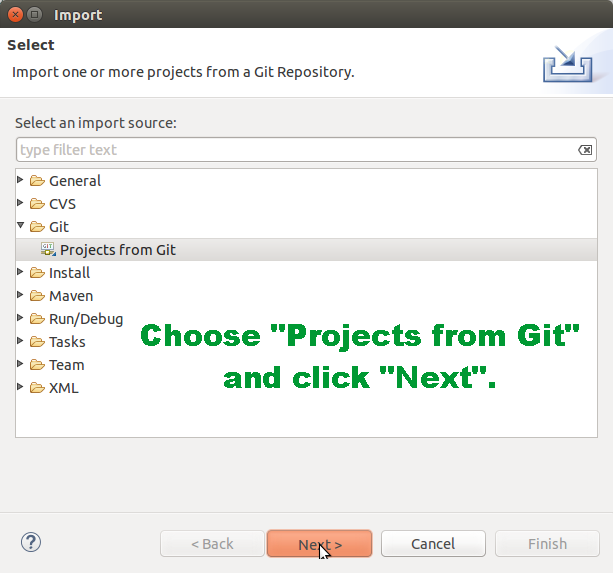 Import
Select
Import one or more projects from a Git Repository.
Select an import source:
type filter text
General
CVS
Git
GIT Projects from Git
Install
Maven
Run/Debug
Tasks
Team
XML
Choose "Projects from Git"
and click "Next".
? < Back Next > Cancel Finish